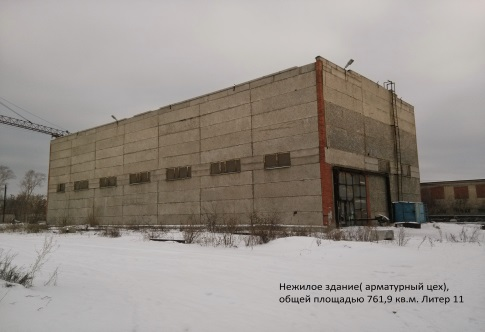 Нежилое здание( арматурный цех),
общей площадью 761,9 кв.м. Литер 11